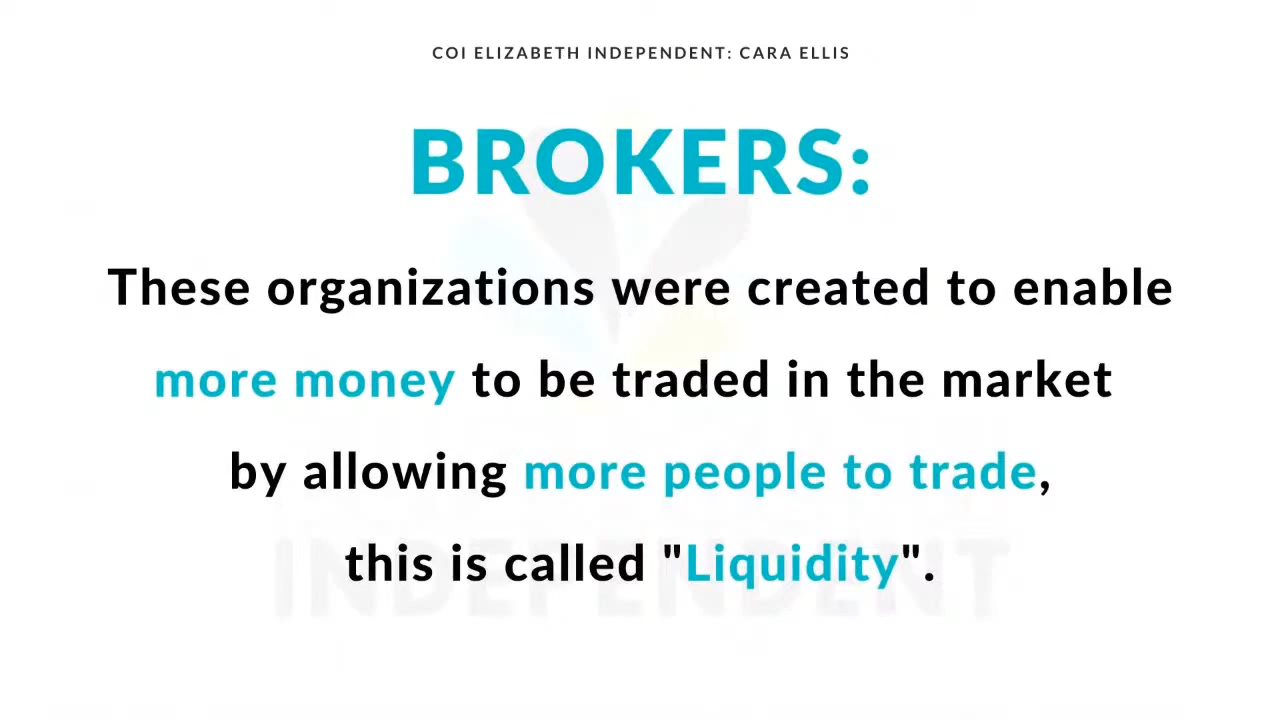 COI ELIZABETH INDEPENDENT: CARA ELLIS
BROKERS:
These organizations were created to enable
more money to be traded in the market
by allowing more people to trade,
this is called "Liquidity".
INDEPENDENT